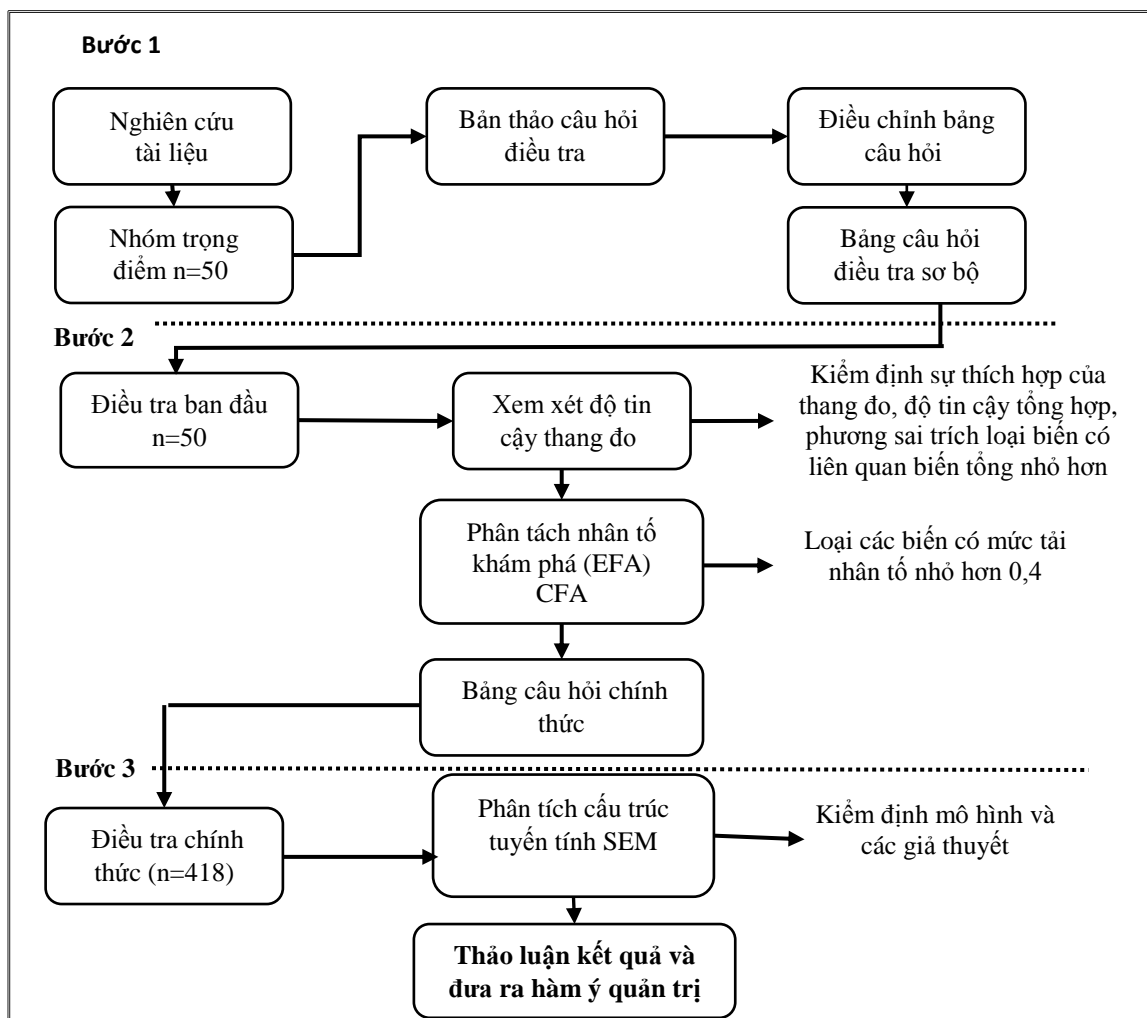 Bước 1
Nghiên cứu
tài liệu
Nhóm trọng
điểm n=50
Bản thảo câu hỏi
điều tra
Điều chỉnh bảng
câu hỏi
Bảng câu hỏi
điều tra sơ bộ
Bước 2
Điều tra ban đầu
n=50
Xem xét độ tin
cậy thang đo
Kiểm định sự thích hợp của
thang đo, độ tin cậy tổng hợp,
phương sai trích loại biến có
liên quan biến tổng nhỏ hơn
Phân tách nhân tố
khám phá (EFA)
CFA
Loại các biến có mức tải
nhân tố nhỏ hơn 0,4
Bảng câu hỏi chính
thức
Bước 3
Điều tra chính
thức (n=418)
Phân tích cấu trúc
tuyến tính SEM
Kiểm định mô hình và
các giả thuyết
Thảo luận kết quả và
đưa ra hàm ý quản trị